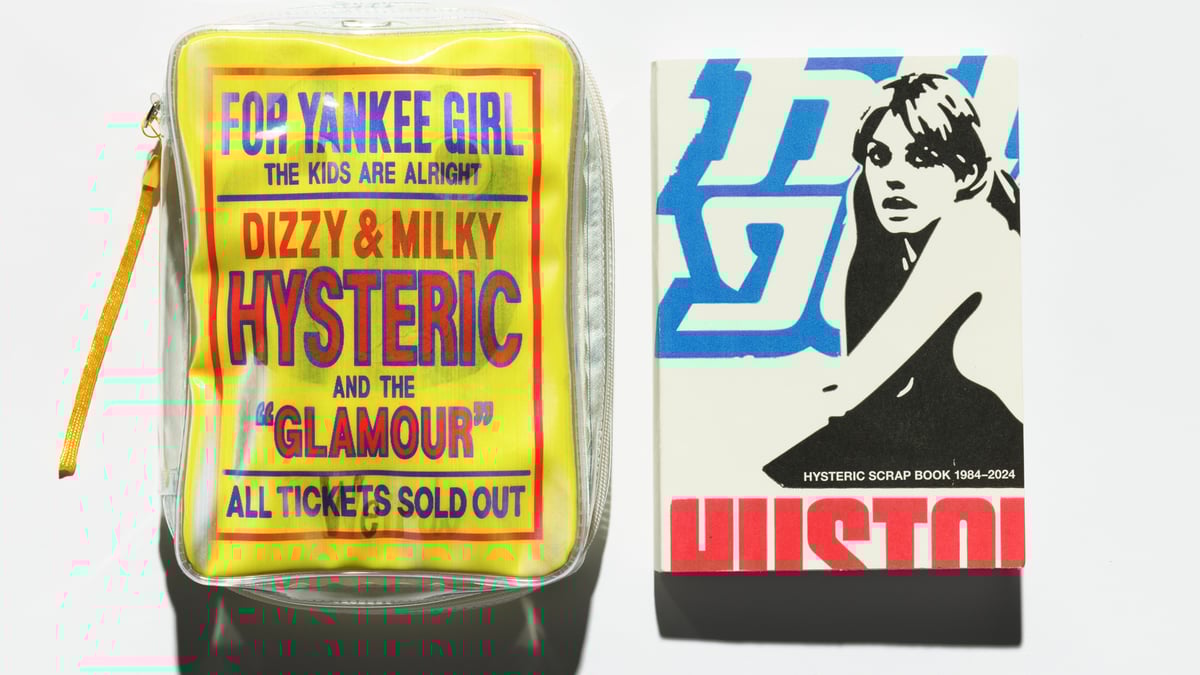 FOR YANKEE GIRL
THE KIDS ARE ALRIGHT
DIZZY & MILKY
HYSTERIC
AND THE
“GLAMOUR”
ALL TICKETS SOLD OUT
HYSTERIC SCRAP BOOK 1984–2024